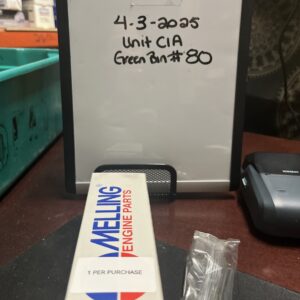 4-3-2025
Unit C1A
Green Bin # 80
MELLING
ENGINE PARTS
1 PER PURCHASE